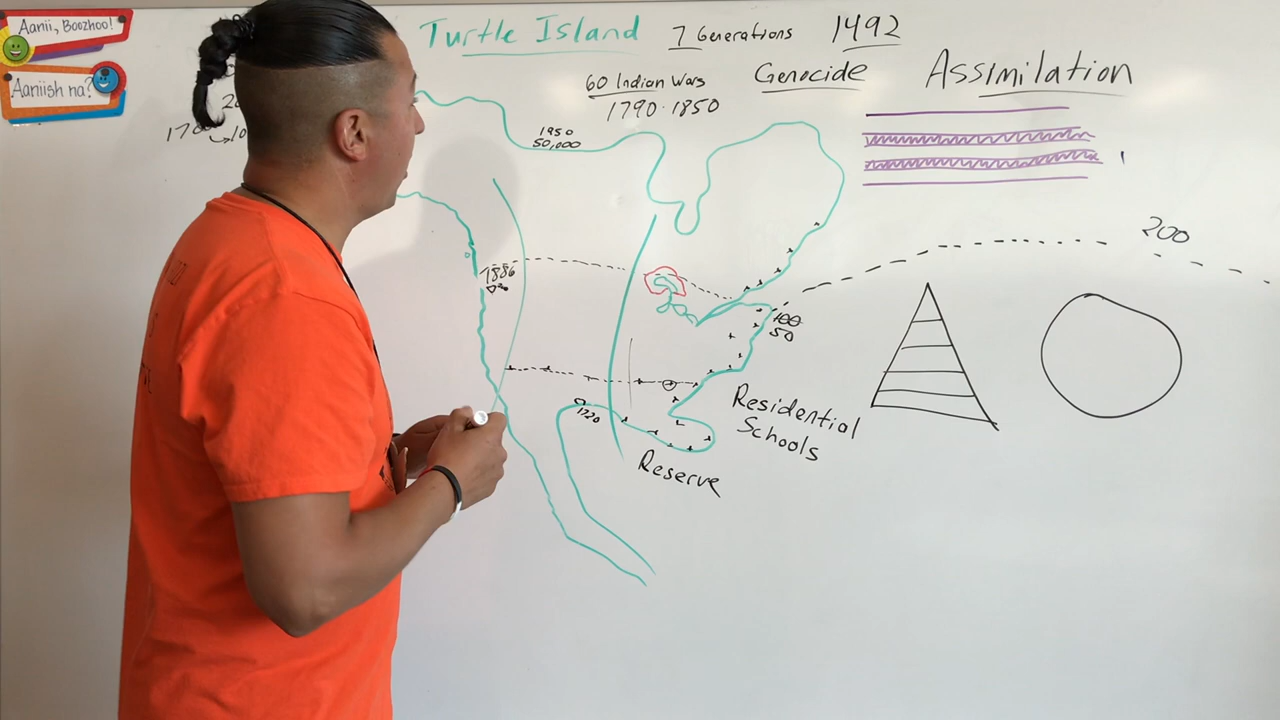 Aanii, Boozhoo!
Aaniish na?
Turtle Island
7 Generations
1492
60 Indian Wars
1790-1850
Genocide
Assimilation
1950
50,000
200
1886
100
50
1720
Residential
Schools
Reserve